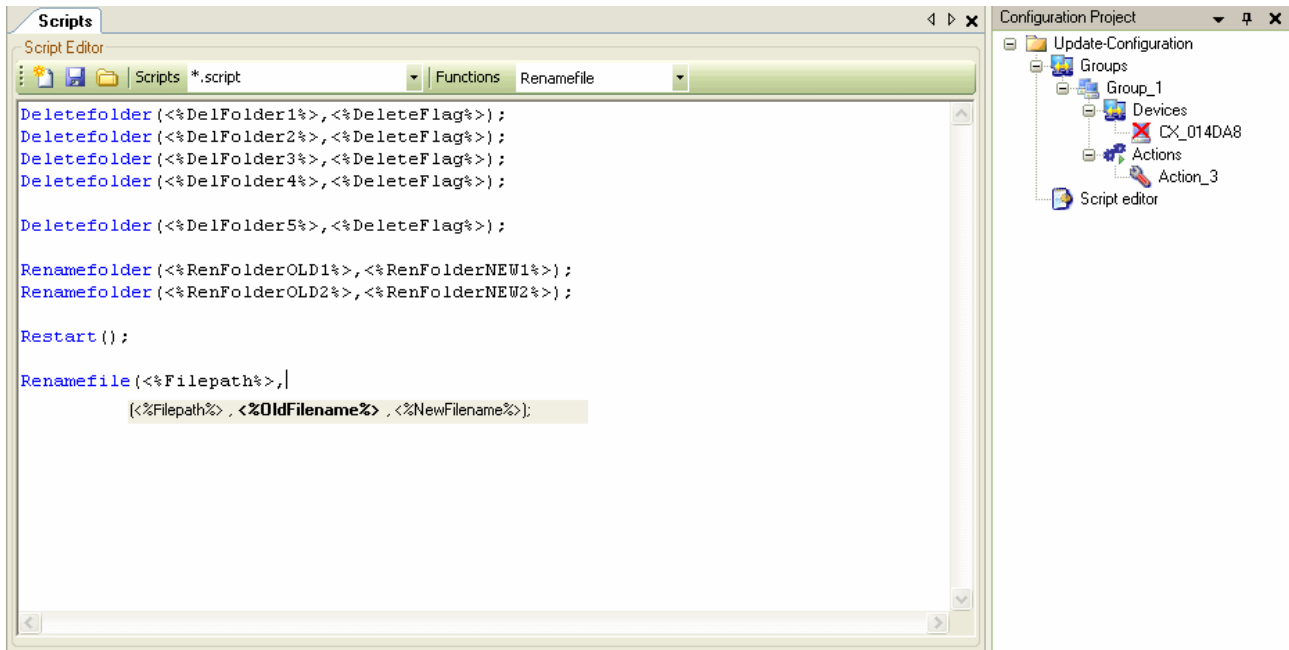 Scripts
Script Editor
Scripts *.script Functions Renamefile
Deletefolder(<%DelFolder1%>,<%DeleteFlag%>);
Deletefolder(<%DelFolder2%>,<%DeleteFlag%>);
Deletefolder(<%DelFolder3%>,<%DeleteFlag%>);
Deletefolder(<%DelFolder4%>,<%DeleteFlag%>);
Deletefolder(<%DelFolder5%>,<%DeleteFlag%>);
Renamefolder(<%RenFolderOLD1%>,<%RenFolderNEW1%>);
Renamefolder(<%RenFolderOLD2%>,<%RenFolderNEW2%>);
Restart();
Renamefile(<%Filepath%>,
(<%Filepath%> , <%OldFilename%> , <%NewFilename%>);
Configuration Project
Update-Configuration
Groups
Group_1
Devices
CX_014DA8
Actions
Action_3
Script editor